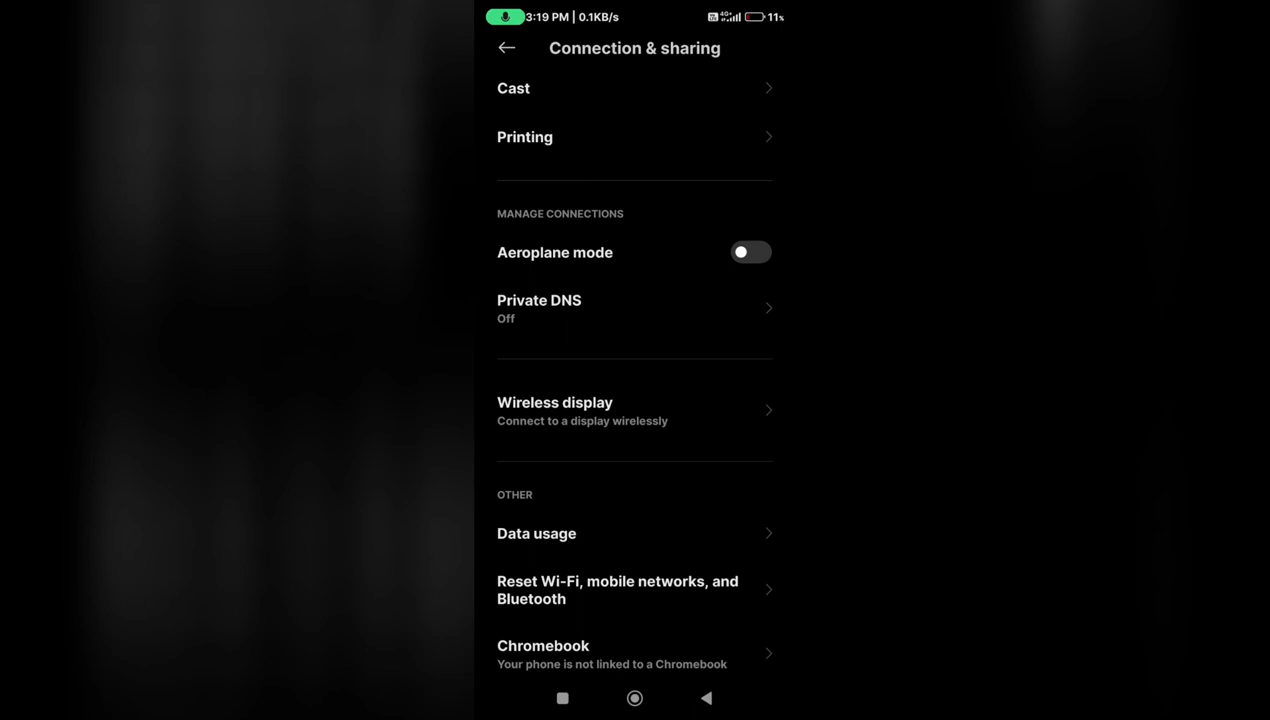 3:19 PM | 0.1KB/s 4G 11%
Connection & sharing
Cast
Printing
MANAGE CONNECTIONS
Aeroplane mode
Private DNS
Off
Wireless display
Connect to a display wirelessly
OTHER
Data usage
Reset Wi-Fi, mobile networks, and
Bluetooth
Chromebook
Your phone is not linked to a Chromebook